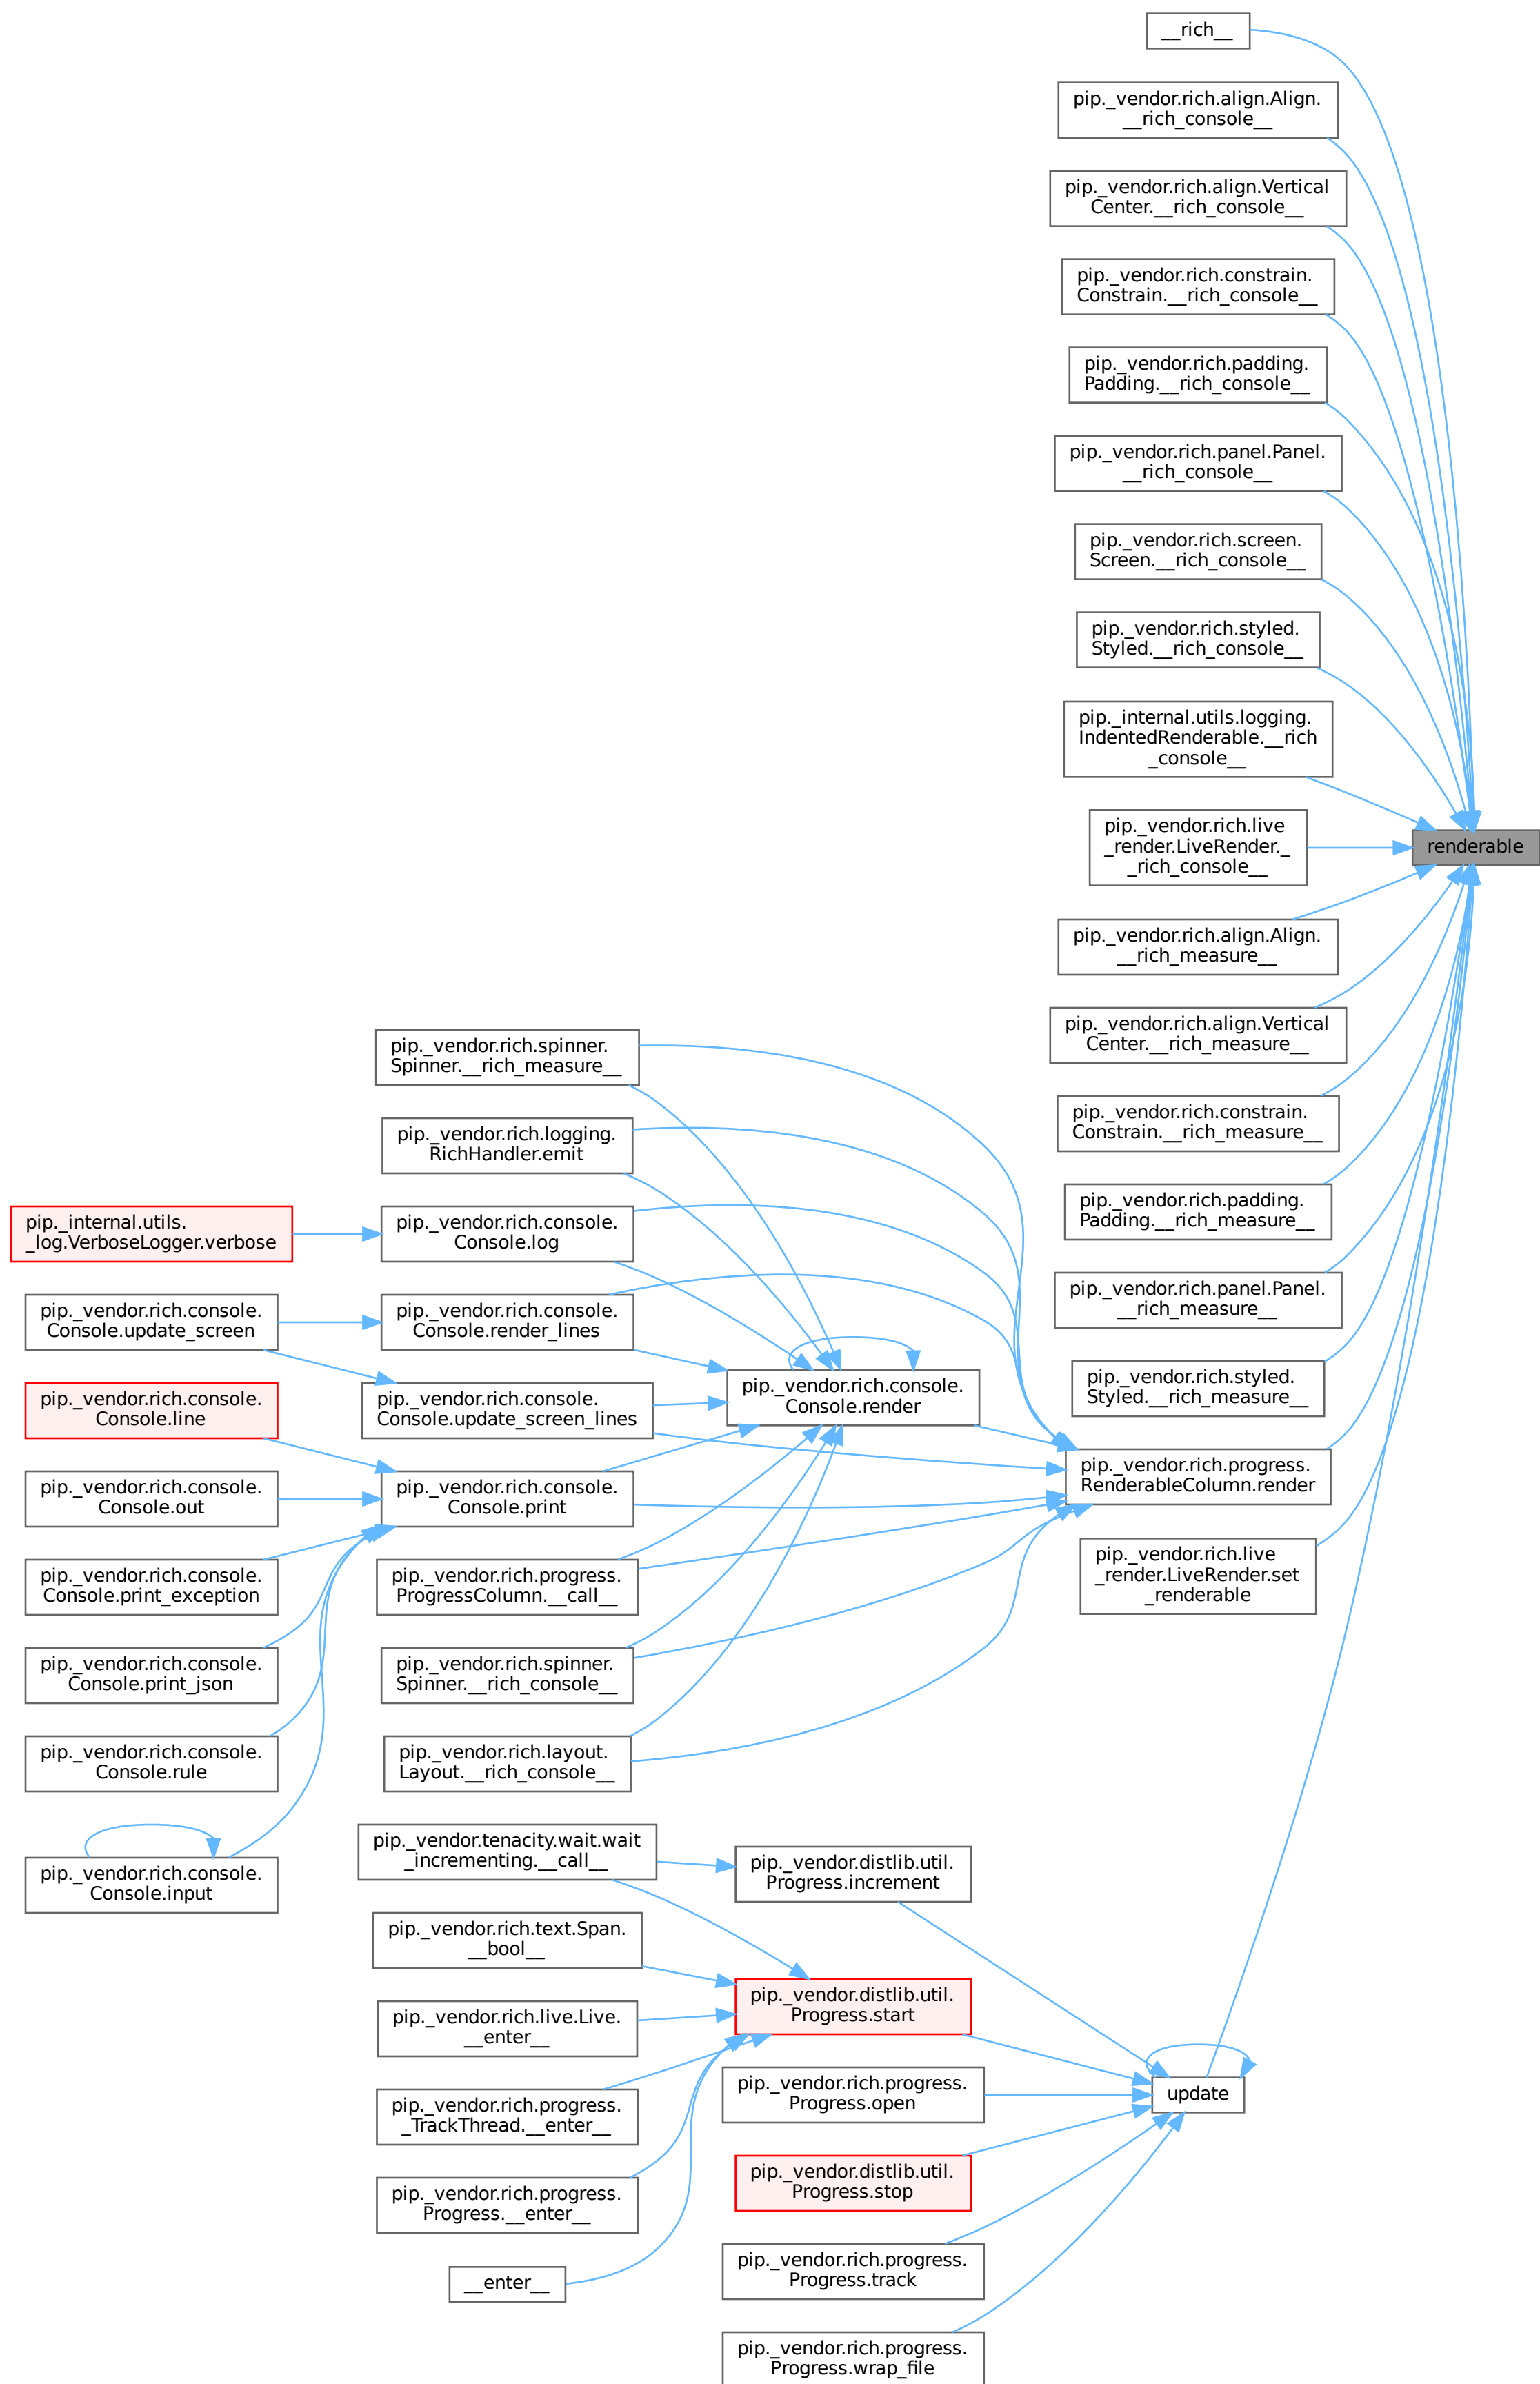 __rich__
pip._vendor.rich.align.Align.
__rich_console__
pip._vendor.rich.align.Vertical
Center.__rich_console__
pip._vendor.rich.constrain.
Constrain.__rich_console__
pip._vendor.rich.padding.
Padding.__rich_console__
pip._vendor.rich.panel.Panel.
__rich_console__
pip._vendor.rich.screen.
Screen.__rich_console__
pip._vendor.rich.styled.
Styled.__rich_console__
pip._internal.utils.logging.
IndentedRenderable.__rich
_console__
pip._vendor.rich.live
_render.LiveRender._
_rich_console__
renderable
pip._vendor.rich.align.Align.
__rich_measure__
pip._vendor.rich.align.Vertical
Center.__rich_measure__
pip._vendor.rich.constrain.
Constrain.__rich_measure__
pip._vendor.rich.padding.
Padding.__rich_measure__
pip._vendor.rich.panel.Panel.
__rich_measure__
pip._vendor.rich.styled.
Styled.__rich_measure__
pip._vendor.rich.progress.
RenderableColumn.render
pip._vendor.rich.live
_render.LiveRender.set
_renderable
pip._vendor.rich.spinner.
Spinner.__rich_measure__
pip._vendor.rich.logging.
RichHandler.emit
pip._vendor.rich.console.
Console.log
pip._internal.utils.
_log.VerboseLogger.verbose
pip._vendor.rich.console.
Console.render_lines
pip._vendor.rich.console.
Console.update_screen
pip._vendor.rich.console.
Console.update_screen_lines
pip._vendor.rich.console.
Console.render
pip._vendor.rich.console.
Console.line
pip._vendor.rich.console.
Console.print
pip._vendor.rich.console.
Console.out
pip._vendor.rich.console.
Console.print_exception
pip._vendor.rich.progress.
ProgressColumn.__call__
pip._vendor.rich.console.
Console.print_json
pip._vendor.rich.spinner.
Spinner.__rich_console__
pip._vendor.rich.console.
Console.rule
pip._vendor.rich.layout.
Layout.__rich_console__
pip._vendor.rich.console.
Console.input
pip._vendor.tenacity.wait.wait
_incrementing.__call__
pip._vendor.distlib.util.
Progress.increment
pip._vendor.rich.text.Span.
__bool__
pip._vendor.distlib.util.
Progress.start
pip._vendor.rich.live.Live.
__enter__
pip._vendor.rich.progress.
Progress.open
update
pip._vendor.rich.progress.
_TrackThread.__enter__
pip._vendor.distlib.util.
Progress.stop
pip._vendor.rich.progress.
Progress.__enter__
pip._vendor.rich.progress.
Progress.track
__enter__
pip._vendor.rich.progress.
Progress.wrap_file